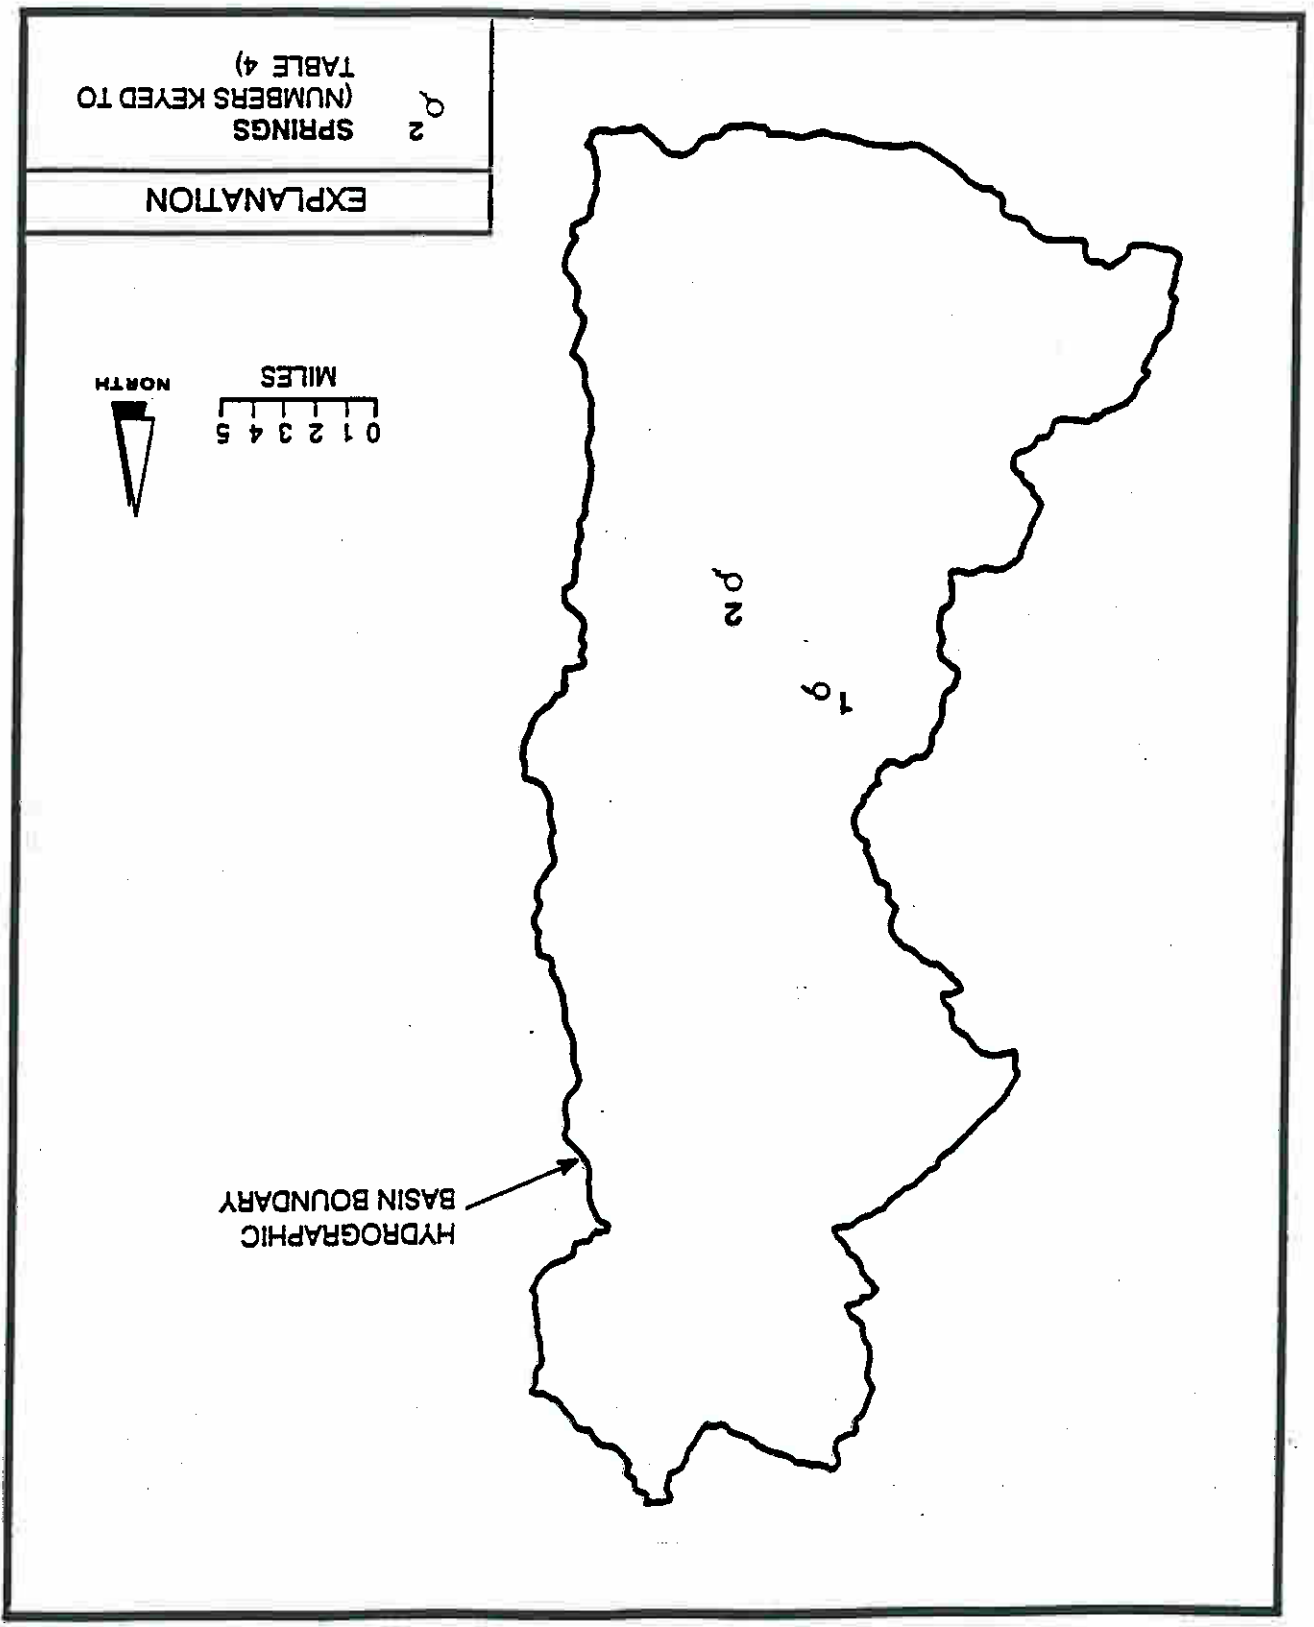 HYDROGRAPHIC
BASIN BOUNDARY
1
2
0 1 2 3 4 5
MILES
NORTH
EXPLANATION
2 SPRINGS
(NUMBERS KEYED TO
TABLE 4)